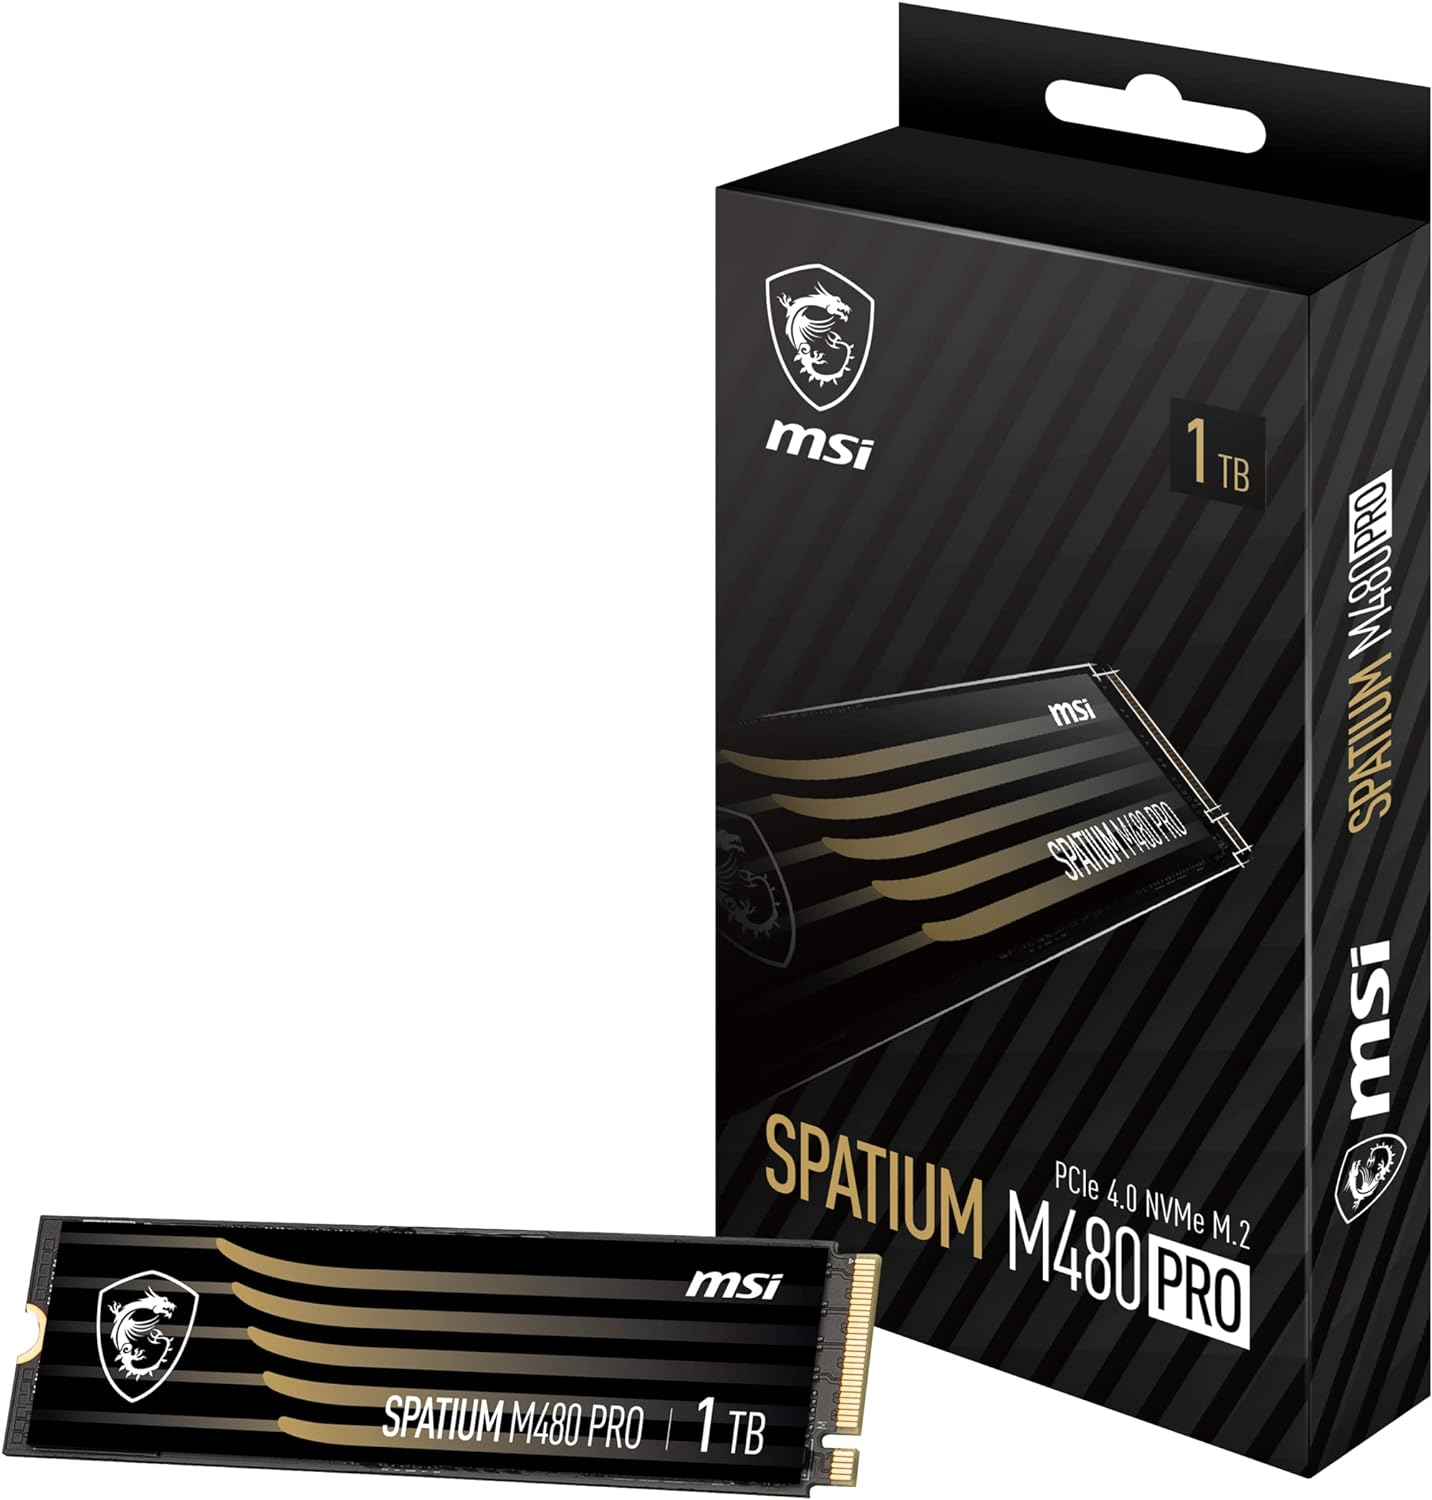 msi
1 TB
msi
SPATIUM M480 PRO
SPATIUM
PCIe 4.0 NVMe M.2
M480 PRO
SPATIUM M480 PRO
msi
msi
SPATIUM M480 PRO | 1 TB
M